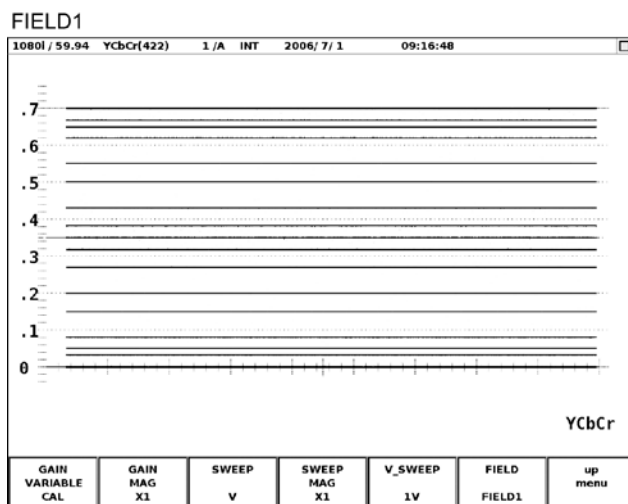 FIELD1
1080i / 59.94 YCbCr(422) 1 /A INT 2006/ 7/ 1 09:16:48
.7
.6
.5
.4
.3
.2
.1
0
YCbCr
GAIN VARIABLE CAL
GAIN MAG X1
SWEEP V
SWEEP MAG X1
V_SWEEP 1V
FIELD FIELD1
up menu